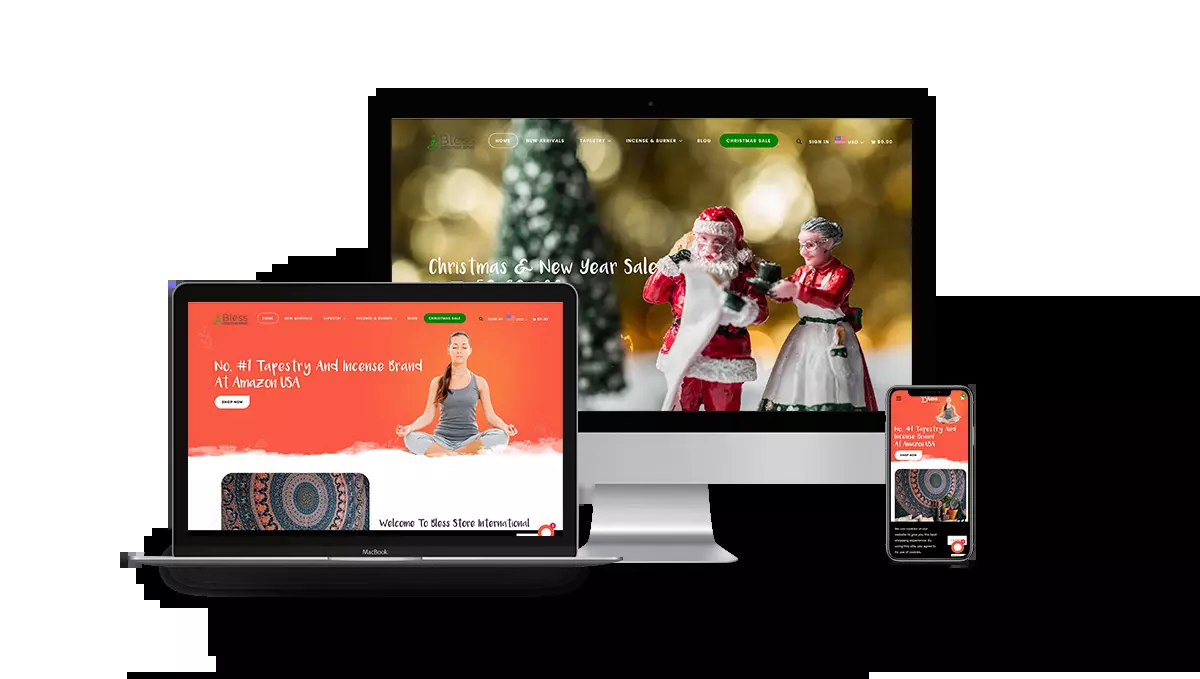 Bless
HOME NEW ARRIVALS TAPESTRY INCENSE & BURNER BLOG CHRISTMAS SALE SIGN IN USD $0.00
Christmas & New Year Sale
Bless
HOME NEW ARRIVALS TAPESTRY INCENSE & BURNER BLOG CHRISTMAS SALE SIGN IN USD $0.00
No. #1 Tapestry And Incense Brand
At Amazon USA
SHOP NOW
Welcome To Bless Store International
MacBook
Bless
No. #1 Tapestry And
Incense Brand
At Amazon USA
SHOP NOW
We use cookies on our
website to give you the best
shopping experience. By
using this site, you agree to
its use of cookies.